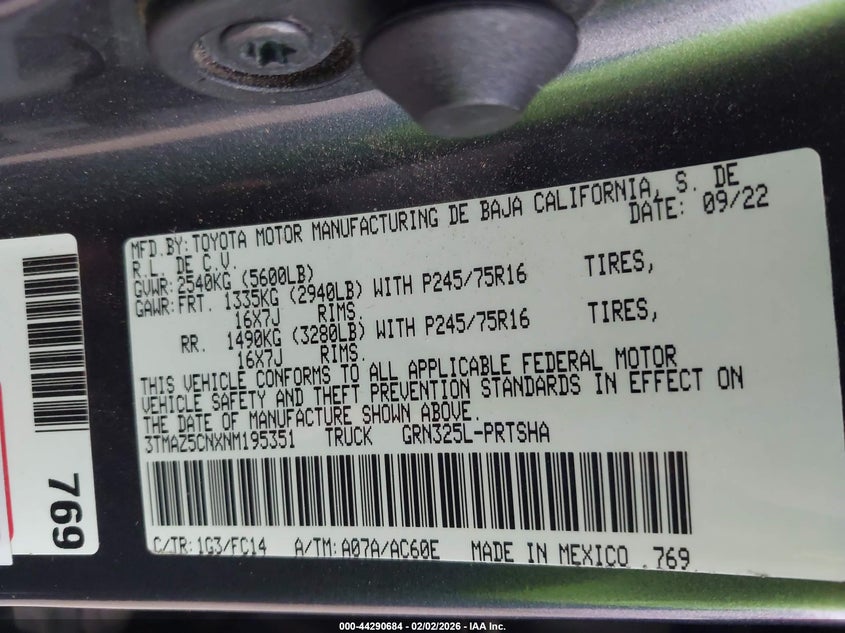 MFD.BY:TOYOTA MOTOR MANUFACTURING DE BAJA CALIFORNIA, S. DE
R.L. DE C.V. DATE: 09/22
GVWR:2540KG (5600LB)
GAWR:FRT. 1335KG (2940LB) WITH P245/75R16 TIRES,
16X7J RIMS.
RR. 1490KG (3280LB) WITH P245/75R16 TIRES,
16X7J RIMS.
THIS VEHICLE CONFORMS TO ALL APPLICABLE FEDERAL MOTOR
VEHICLE SAFETY AND THEFT PREVENTION STANDARDS IN EFFECT ON
THE DATE OF MANUFACTURE SHOWN ABOVE.
3TMAZ5CNXNM195351 TRUCK GRN325L-PRTSHA
C/TR:1G3/FC14 A/TM:A07A/AC60E MADE IN MEXICO 769
769
000-44290684 - 02/02/2026 - IAA Inc.